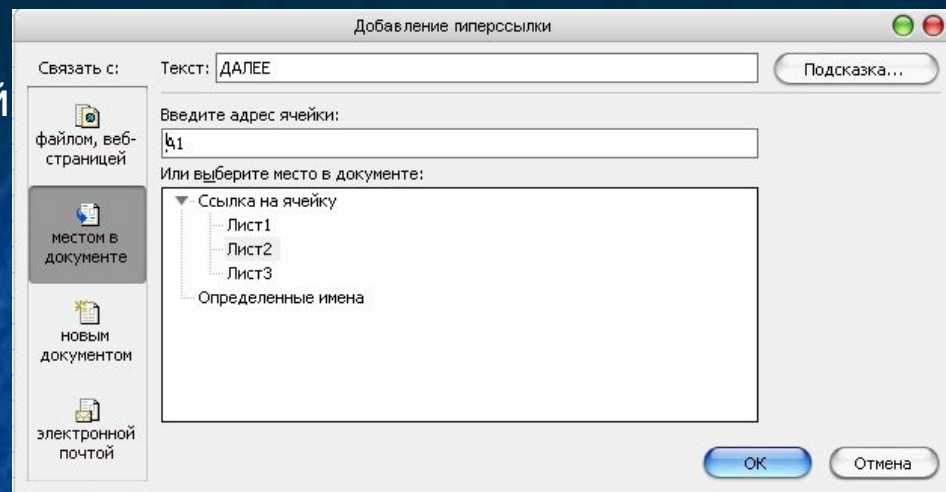 Добавление гиперссылки
Связать с:
Текст: ДАЛЕЕ
Подсказка...
й
файлом, веб-
страницей
Введите адрес ячейки:
A1
Или выберите место в документе:
Ссылка на ячейку
Лист1
Лист2
Лист3
Определенные имена
местом в
документе
новым
документом
электронной
почтой
ОК
Отмена